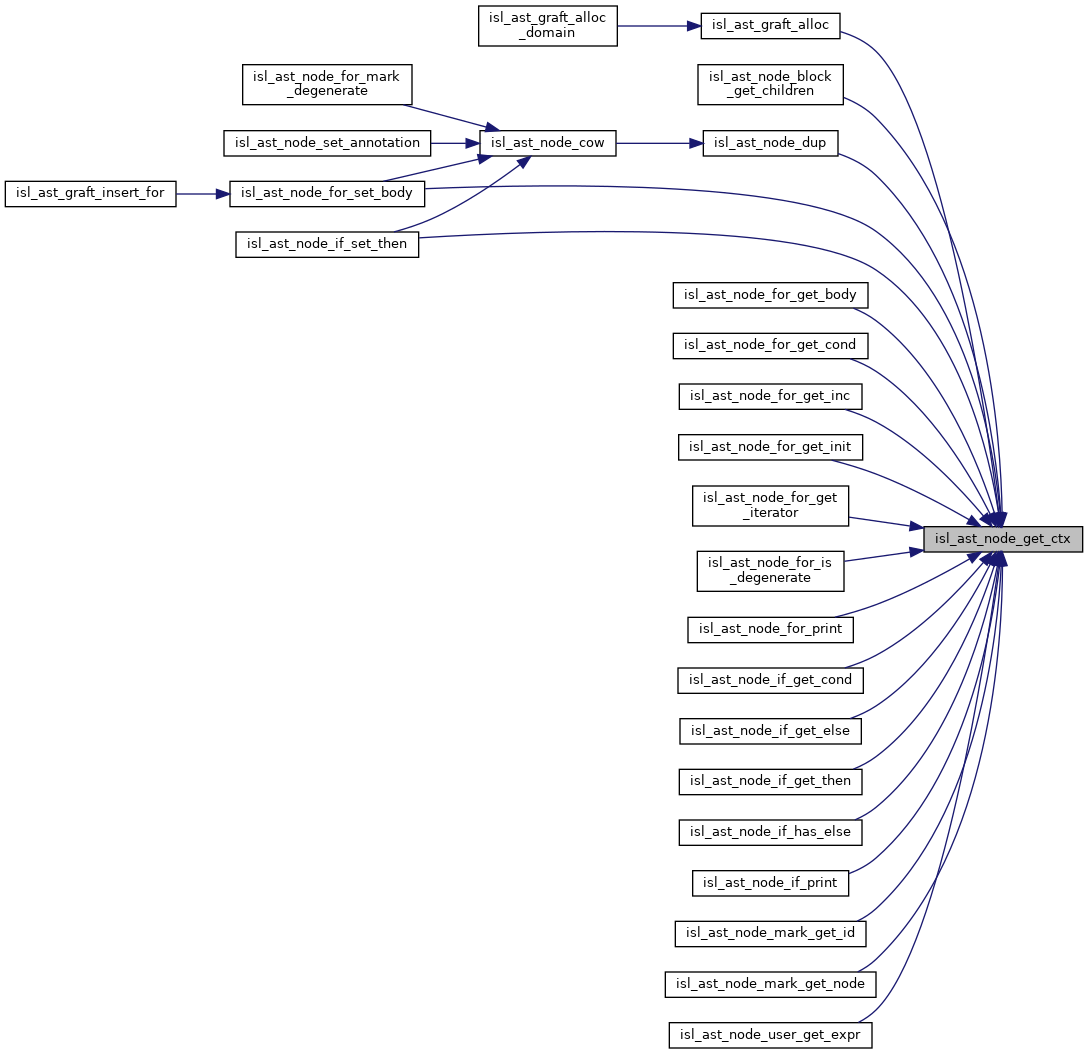 isl_ast_graft_alloc
_domain
isl_ast_graft_alloc
isl_ast_node_for_mark
_degenerate
isl_ast_node_block
_get_children
isl_ast_node_set_annotation
isl_ast_node_cow
isl_ast_node_dup
isl_ast_graft_insert_for
isl_ast_node_for_set_body
isl_ast_node_if_set_then
isl_ast_node_for_get_body
isl_ast_node_for_get_cond
isl_ast_node_for_get_inc
isl_ast_node_for_get_init
isl_ast_node_for_get
_iterator
isl_ast_node_get_ctx
isl_ast_node_for_is
_degenerate
isl_ast_node_for_print
isl_ast_node_if_get_cond
isl_ast_node_if_get_else
isl_ast_node_if_get_then
isl_ast_node_if_has_else
isl_ast_node_if_print
isl_ast_node_mark_get_id
isl_ast_node_mark_get_node
isl_ast_node_user_get_expr